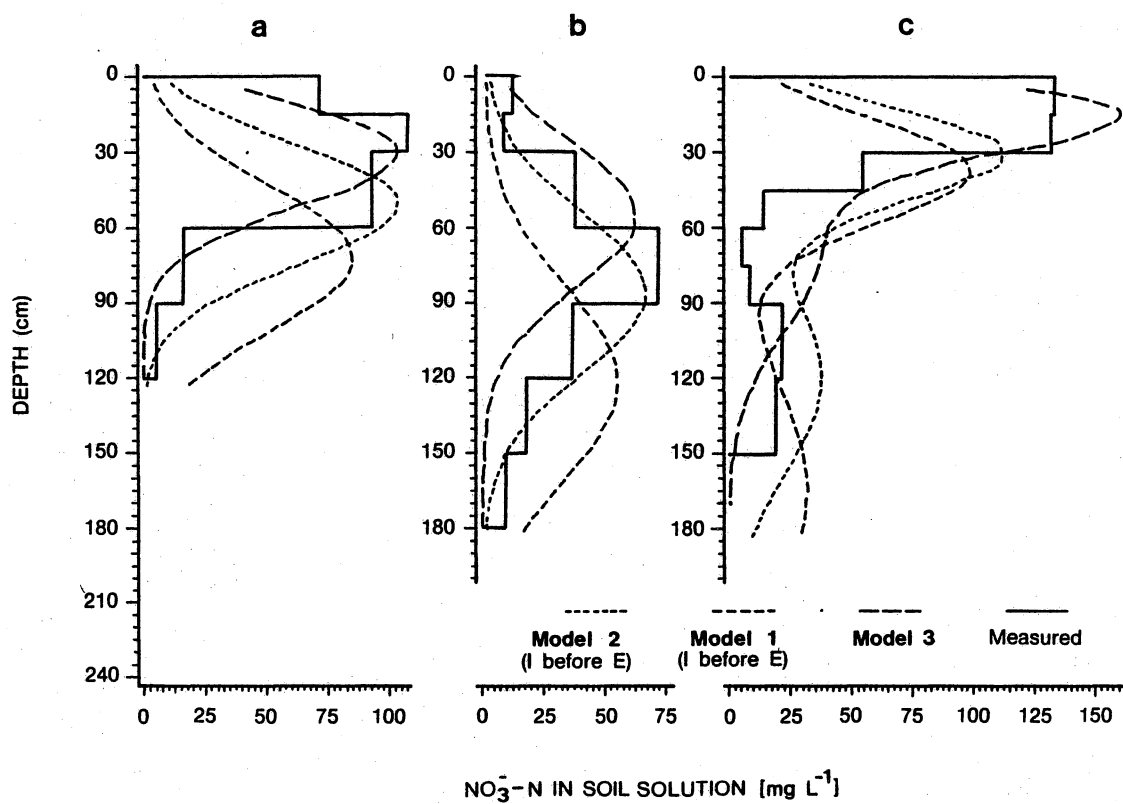 a b c
0 0 0
30 30 30
60 60 60
90 90 90
120 120 120
150 150 150
180 180 180
210
240
DEPTH (cm)
Model 2 Model 1 Model 3 Measured
(I before E) (I before E)
0 25 50 75 100 0 25 50 75 0 25 50 75 100 125 150
NO₃⁻-N IN SOIL SOLUTION [mg L⁻¹]